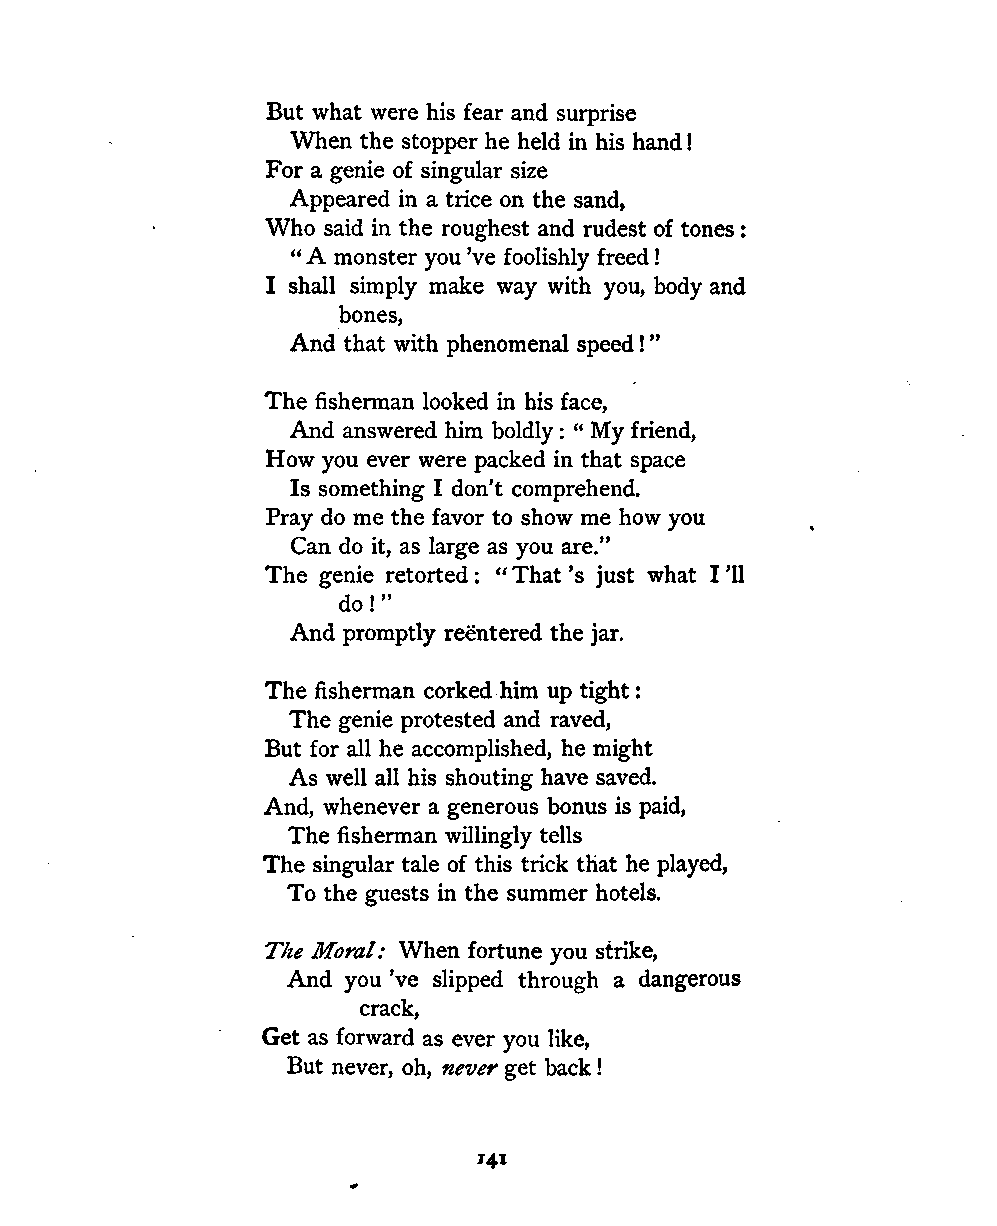 But what were his fear and surprise
When the stopper he held in his hand!
For a genie of singular size
Appeared in a trice on the sand,
Who said in the roughest and rudest of tones:
“A monster you 've foolishly freed!
I shall simply make way with you, body and
bones,
And that with phenomenal speed!”

The fisherman looked in his face,
And answered him boldly: “My friend,
How you ever were packed in that space
Is something I don't comprehend.
Pray do me the favor to show me how you
Can do it, as large as you are.”
The genie retorted: “That 's just what I 'll
do!”
And promptly reëntered the jar.

The fisherman corked him up tight:
The genie protested and raved,
But for all he accomplished, he might
As well all his shouting have saved.
And, whenever a generous bonus is paid,
The fisherman willingly tells
The singular tale of this trick that he played,
To the guests in the summer hotels.

The Moral: When fortune you strike,
And you 've slipped through a dangerous
crack,
Get as forward as ever you like,
But never, oh, never get back!

141